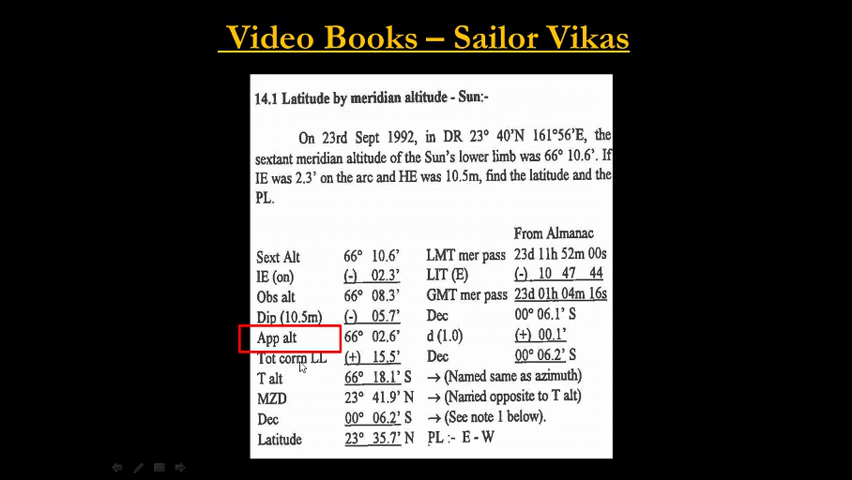 Video Books – Sailor Vikas
14.1 Latitude by meridian altitude - Sun:-
On 23rd Sept 1992, in DR 23° 40'N 161°56'E, the
sextant meridian altitude of the Sun's lower limb was 66° 10.6'. If
IE was 2.3' on the arc and HE was 10.5m, find the latitude and the
PL.
From Almanac
Sext Alt 66° 10.6' LMT mer pass 23d 11h 52m 00s
IE (on) (-) 02.3' LIT (E) (-) 10 47 44
Obs alt 66° 08.3' GMT mer pass 23d 01h 04m 16s
Dip (10.5m) (-) 05.7' Dec 00° 06.1' S
App alt 66° 02.6' d (1.0) (+) 00.1'
Tot corrn LL (+) 15.5' Dec 00° 06.2' S
T alt 66° 18.1' S → (Named same as azimuth)
MZD 23° 41.9' N → (Named opposite to T alt)
Dec 00° 06.2' S → (See note 1 below).
Latitude 23° 35.7' N PL :- E - W